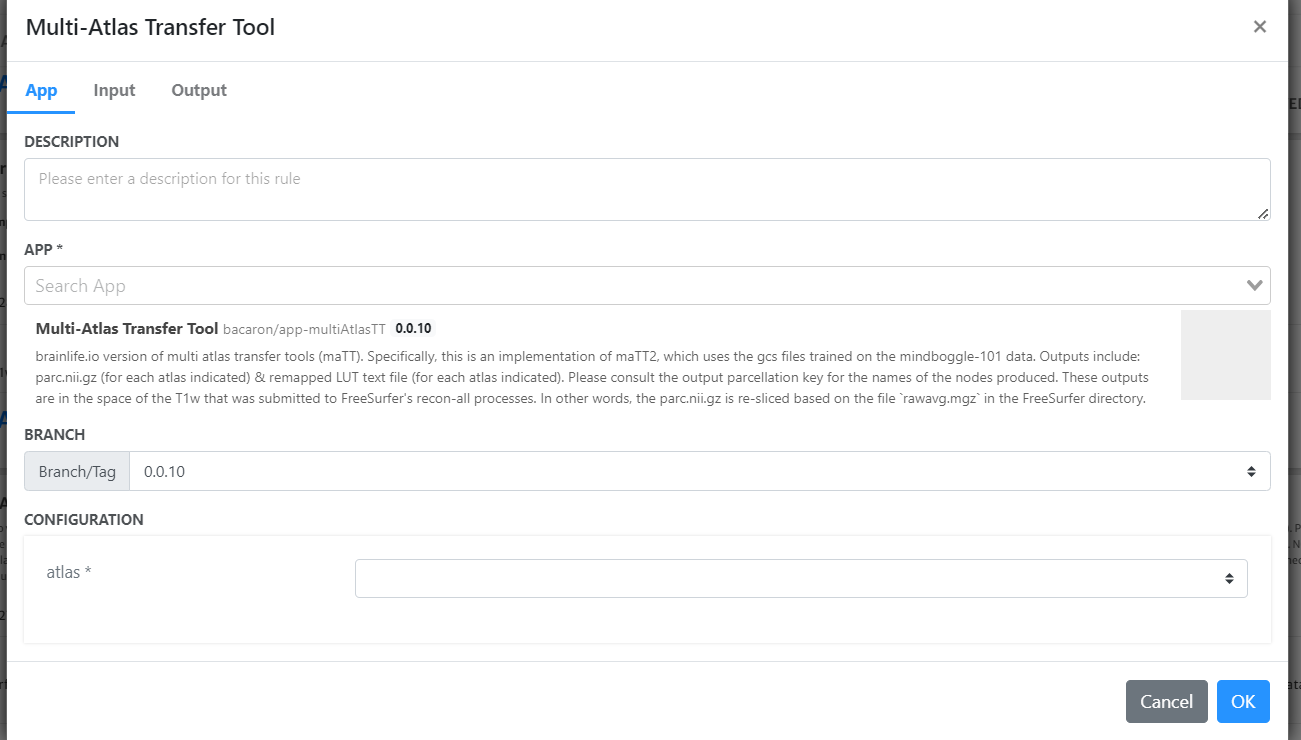 Multi-Atlas Transfer Tool
×
App Input Output
DESCRIPTION
Please enter a description for this rule
APP *
Search App
Multi-Atlas Transfer Tool bacaron/app-multiAtlasTT 0.0.10
brainlife.io version of multi atlas transfer tools (maTT). Specifically, this is an implementation of maTT2, which uses the gcs files trained on the mindboggle-101 data. Outputs include:
parc.nii.gz (for each atlas indicated) & remapped LUT text file (for each atlas indicated). Please consult the output parcellation key for the names of the nodes produced. These outputs
are in the space of the T1w that was submitted to FreeSurfer's recon-all processes. In other words, the parc.nii.gz is re-sliced based on the file `rawavg.mgz` in the FreeSurfer directory.
BRANCH
Branch/Tag 0.0.10
CONFIGURATION
atlas *
Cancel OK